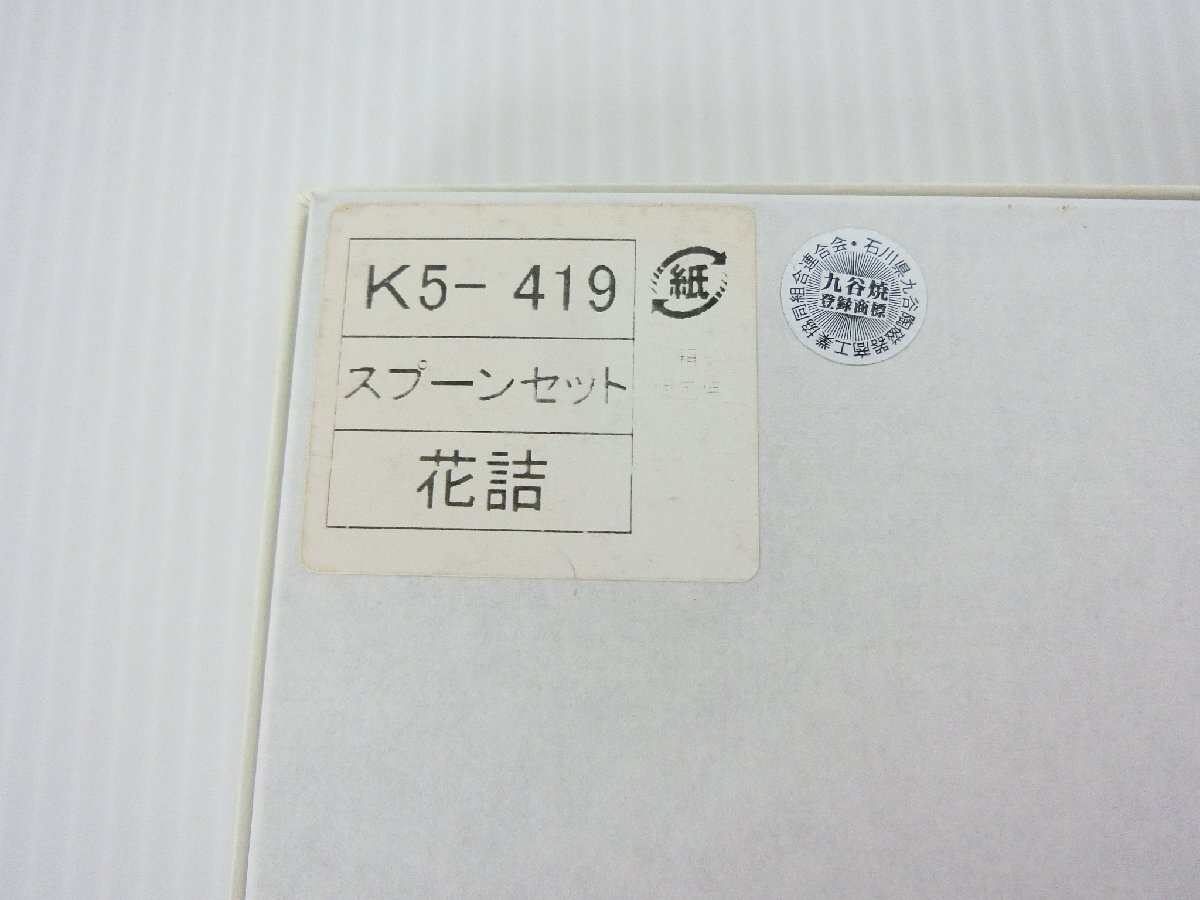 K5- 419
スプーンセット
花詰
紙
石川県九谷陶磁器商工業協同組合連合会・
九谷焼
登録商標